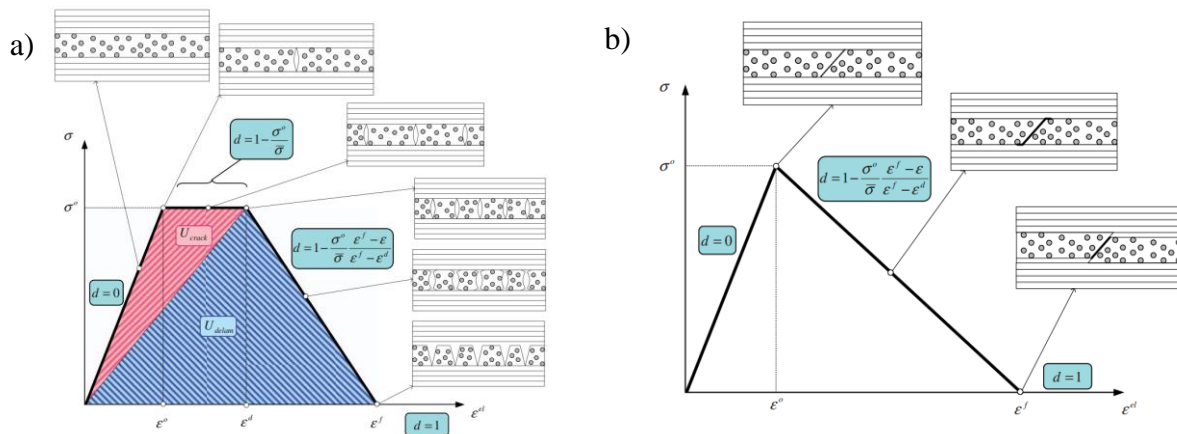 a)
d = 1 - σ° / σ̅
σ
σ°
U_crack
d = 1 - σ° / σ̅ ε^f - ε / ε^f - ε^d
d = 0
U_delam
ε°
ε^d
ε^f
ε^el
d = 1
b)
σ
σ°
d = 1 - σ° / σ̅ ε^f - ε / ε^f - ε^d
d = 0
d = 1
ε°
ε^f
ε^el